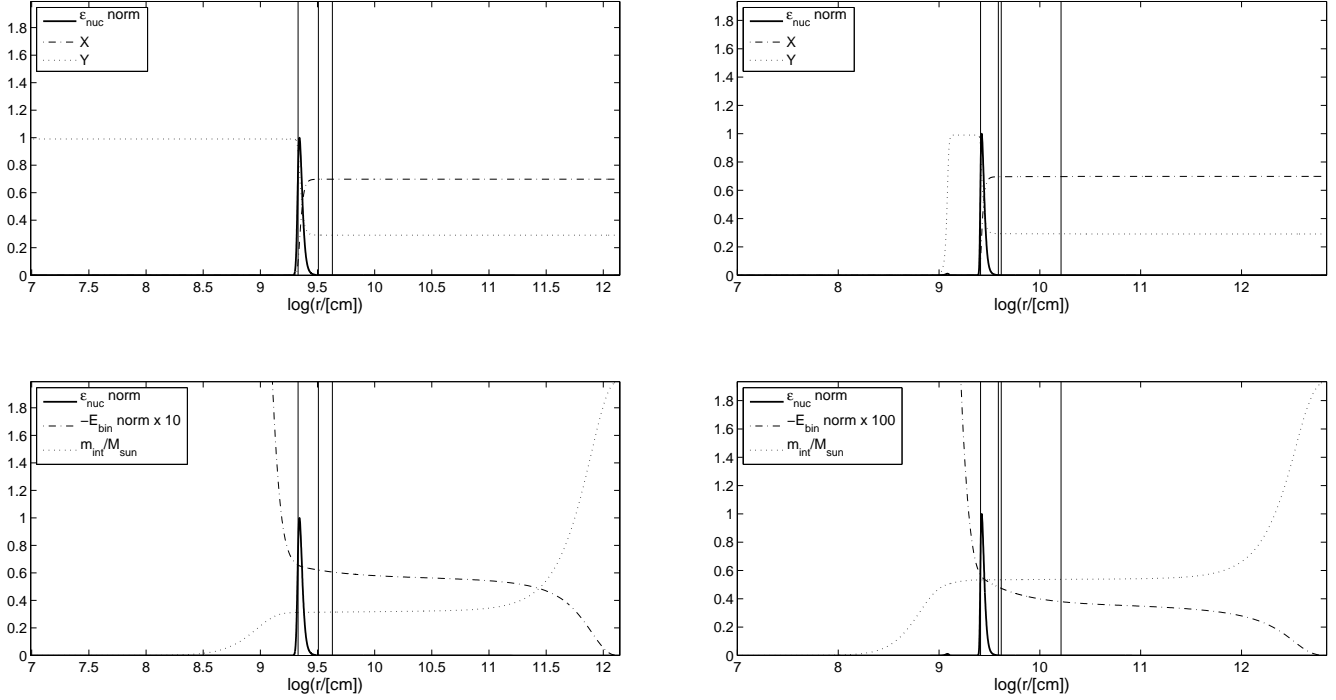 ε_nuc norm
X
Y
1.8
1.6
1.4
1.2
1
0.8
0.6
0.4
0.2
0
7 7.5 8 8.5 9 9.5 10 10.5 11 11.5 12
log(r/[cm])
ε_nuc norm
X
Y
1.8
1.6
1.4
1.2
1
0.8
0.6
0.4
0.2
0
7 8 9 10 11 12
log(r/[cm])
ε_nuc norm
−E_bin norm x 10
m_int/M_sun
1.8
1.6
1.4
1.2
1
0.8
0.6
0.4
0.2
0
7 7.5 8 8.5 9 9.5 10 10.5 11 11.5 12
log(r/[cm])
ε_nuc norm
−E_bin norm x 100
m_int/M_sun
1.8
1.6
1.4
1.2
1
0.8
0.6
0.4
0.2
0
7 8 9 10 11 12
log(r/[cm])